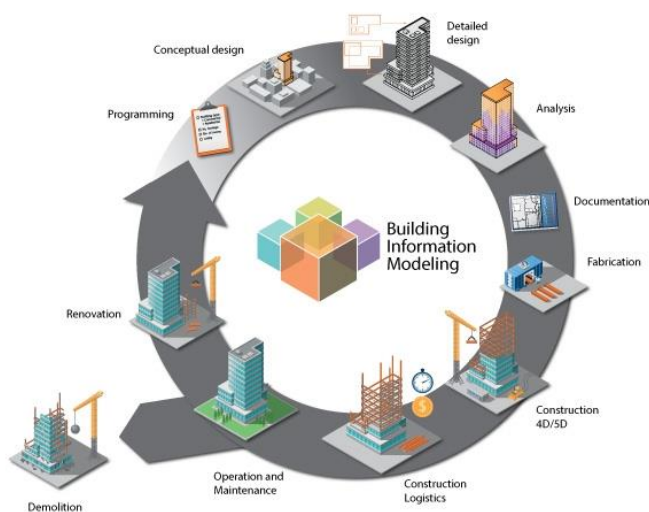 Detailed
design
Conceptual design
Programming
Analysis
Documentation
Building
Information
Modeling
Fabrication
Renovation
Construction
4D/5D
Operation and
Maintenance
Construction
Logistics
Demolition
$